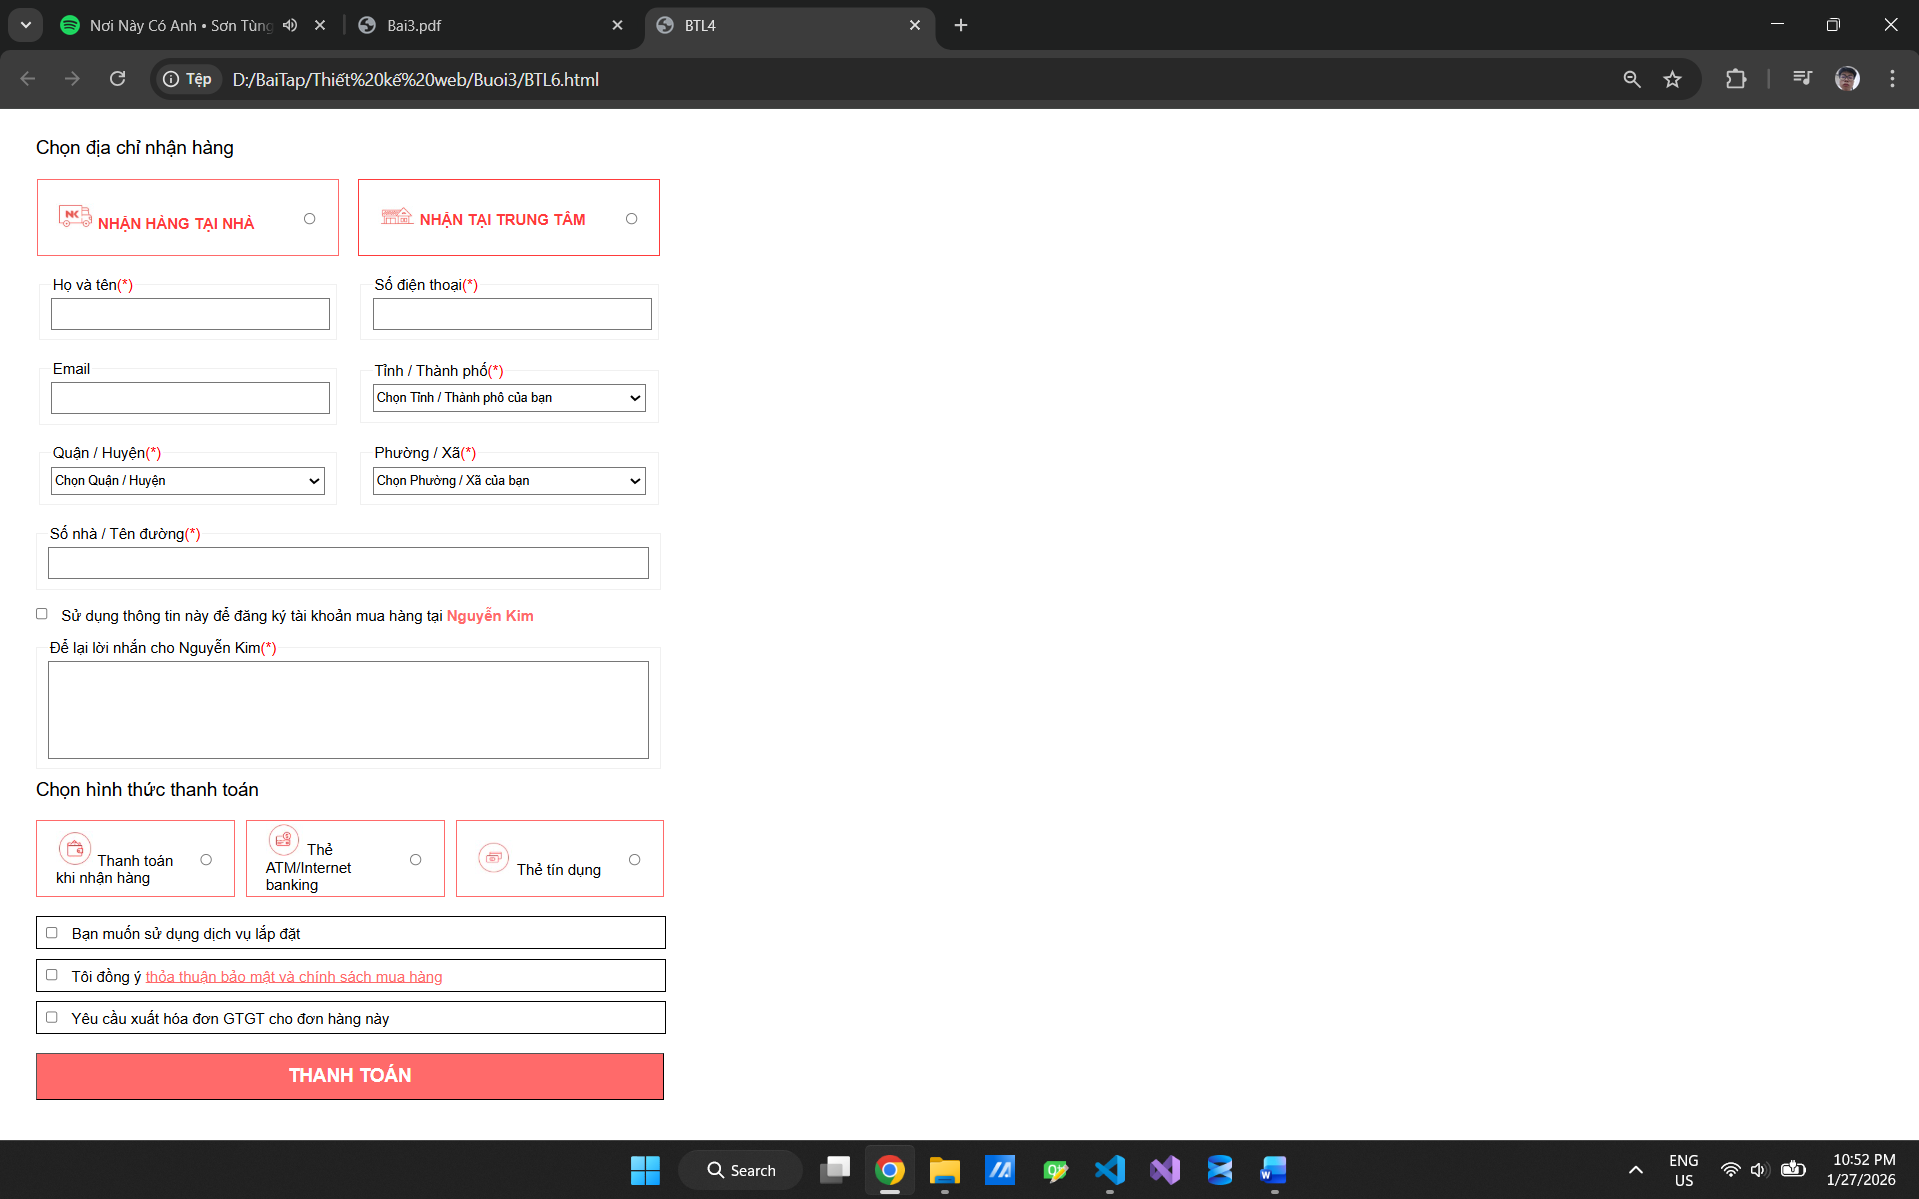 Nơi Này Có Anh • Sơn Tùng
Bai3.pdf
BTL4
Tệp
D:/BaiTap/Thiết%20kế%20web/Buoi3/BTL6.html
Chọn địa chỉ nhận hàng
NK NHẬN HÀNG TẠI NHÀ
NHẬN TẠI TRUNG TÂM
Họ và tên(*)
Số điện thoại(*)
Email
Tỉnh / Thành phố(*)
Chọn Tỉnh / Thành phố của bạn
Quận / Huyện(*)
Phường / Xã(*)
Chọn Quận / Huyện
Chọn Phường / Xã của bạn
Số nhà / Tên đường(*)
Sử dụng thông tin này để đăng ký tài khoản mua hàng tại Nguyễn Kim
Để lại lời nhắn cho Nguyễn Kim(*)
Chọn hình thức thanh toán
Thanh toán
khi nhận hàng
Thẻ
ATM/Internet
banking
Thẻ tín dụng
Bạn muốn sử dụng dịch vụ lắp đặt
Tôi đồng ý thỏa thuận bảo mật và chính sách mua hàng
Yêu cầu xuất hóa đơn GTGT cho đơn hàng này
THANH TOÁN
Search
ENG
US
10:52 PM
1/27/2026